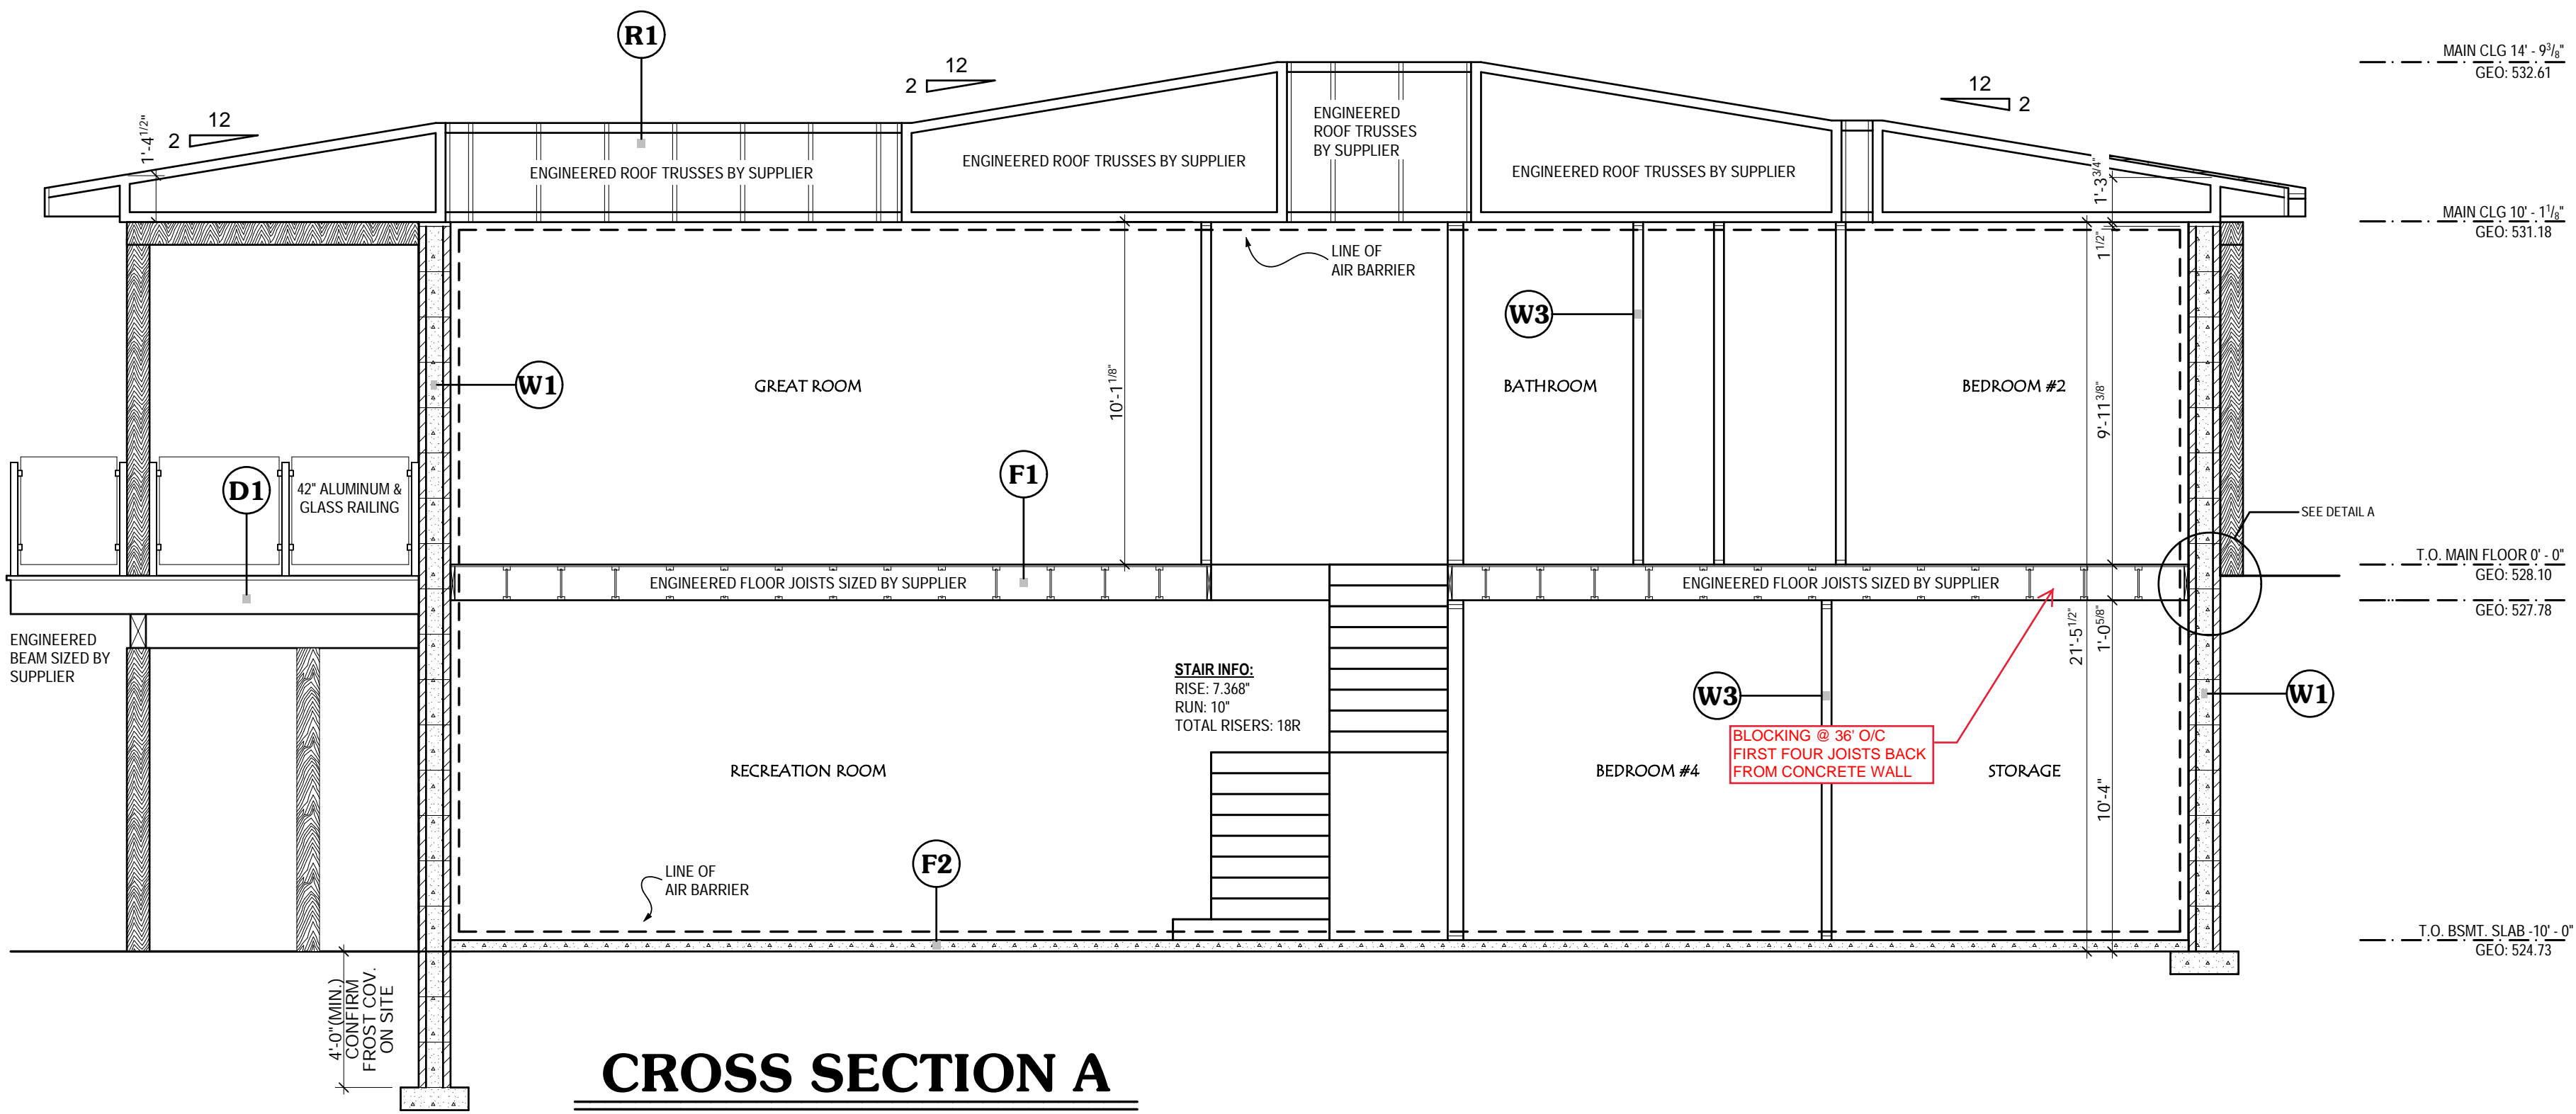 R1
12
2
12
2
12
2
1'-4 1/2"
ENGINEERED ROOF TRUSSES BY SUPPLIER
ENGINEERED ROOF TRUSSES BY SUPPLIER
ENGINEERED
ROOF TRUSSES
BY SUPPLIER
ENGINEERED ROOF TRUSSES BY SUPPLIER
1'-3 3/4"
MAIN CLG 14' - 9 3/8"
GEO: 532.61
MAIN CLG 10' - 1 1/8"
GEO: 531.18
LINE OF
AIR BARRIER
1 1/2"
W3
W1
GREAT ROOM
10'-1 1/8"
BATHROOM
BEDROOM #2
9'-11 3/8"
D1
42" ALUMINUM &
GLASS RAILING
F1
SEE DETAIL A
ENGINEERED FLOOR JOISTS SIZED BY SUPPLIER
ENGINEERED FLOOR JOISTS SIZED BY SUPPLIER
T.O. MAIN FLOOR 0' - 0"
GEO: 528.10
GEO: 527.78
ENGINEERED
BEAM SIZED BY
SUPPLIER
STAIR INFO:
RISE: 7.368"
RUN: 10"
TOTAL RISERS: 18R
21'-5 1/2"
1'-0 5/8"
W3
W1
BLOCKING @ 36' O/C
FIRST FOUR JOISTS BACK
FROM CONCRETE WALL
RECREATION ROOM
BEDROOM #4
STORAGE
10'-4"
F2
LINE OF
AIR BARRIER
T.O. BSMT. SLAB -10' - 0"
GEO: 524.73
4'-0"(MIN.)
CONFIRM
FROST COV.
ON SITE
CROSS SECTION A